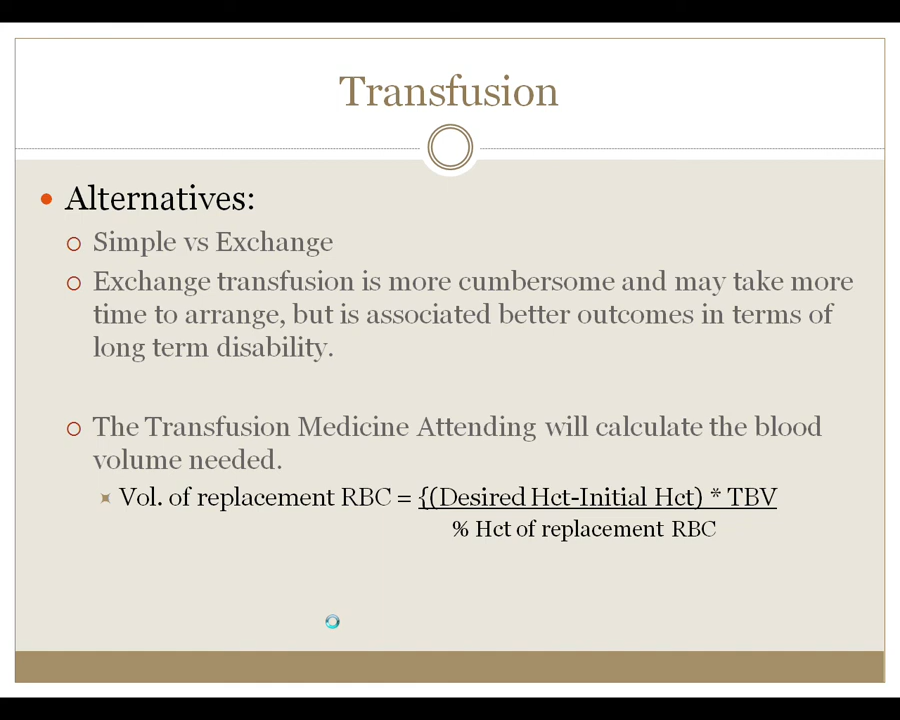 Transfusion
Alternatives:
Simple vs Exchange
Exchange transfusion is more cumbersome and may take more
time to arrange, but is associated better outcomes in terms of
long term disability.
The Transfusion Medicine Attending will calculate the blood
volume needed.
Vol. of replacement RBC = {(Desired Hct-Initial Hct) * TBV
% Hct of replacement RBC